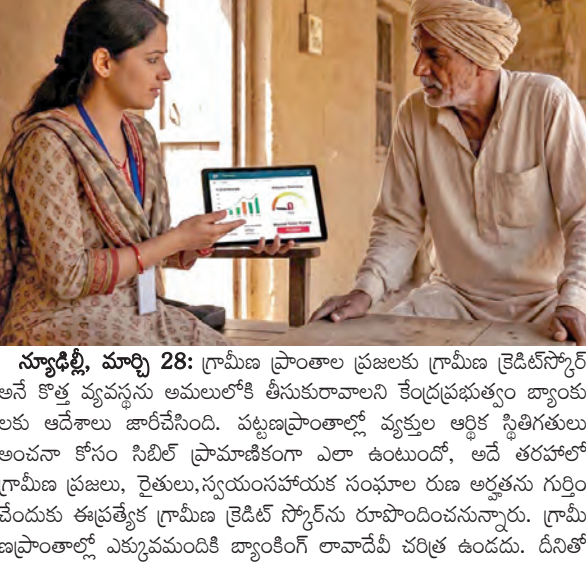 న్యూఢిల్లీ, మార్చి 28: గ్రామీణ ప్రాంతాల ప్రజలకు గ్రామీణ క్రెడిట్‌స్కోర్
అనే కొత్త వ్యవస్థను అమలులోకి తీసుకురావాలని కేంద్రప్రభుత్వం బ్యాంకు
లకు ఆదేశాలు జారీచేసింది. పట్టణప్రాంతాల్లో వ్యక్తుల ఆర్థిక స్థితిగతులు
అంచనా కోసం సిబిల్ ప్రామాణికంగా ఎలా ఉంటుందో, అదే తరహాలో
గ్రామీణ ప్రజలు, రైతులు,స్వయంసహాయక సంఘాల రుణ అర్హతను గుర్తిం
చేందుకు ఈప్రత్యేక గ్రామీణ క్రెడిట్ స్కోర్‌ను రూపొందించనున్నారు. గ్రామీ
ణప్రాంతాల్లో ఎక్కువమందికి బ్యాంకింగ్ లావాదేవీ చరిత్ర ఉండదు. దీనితో